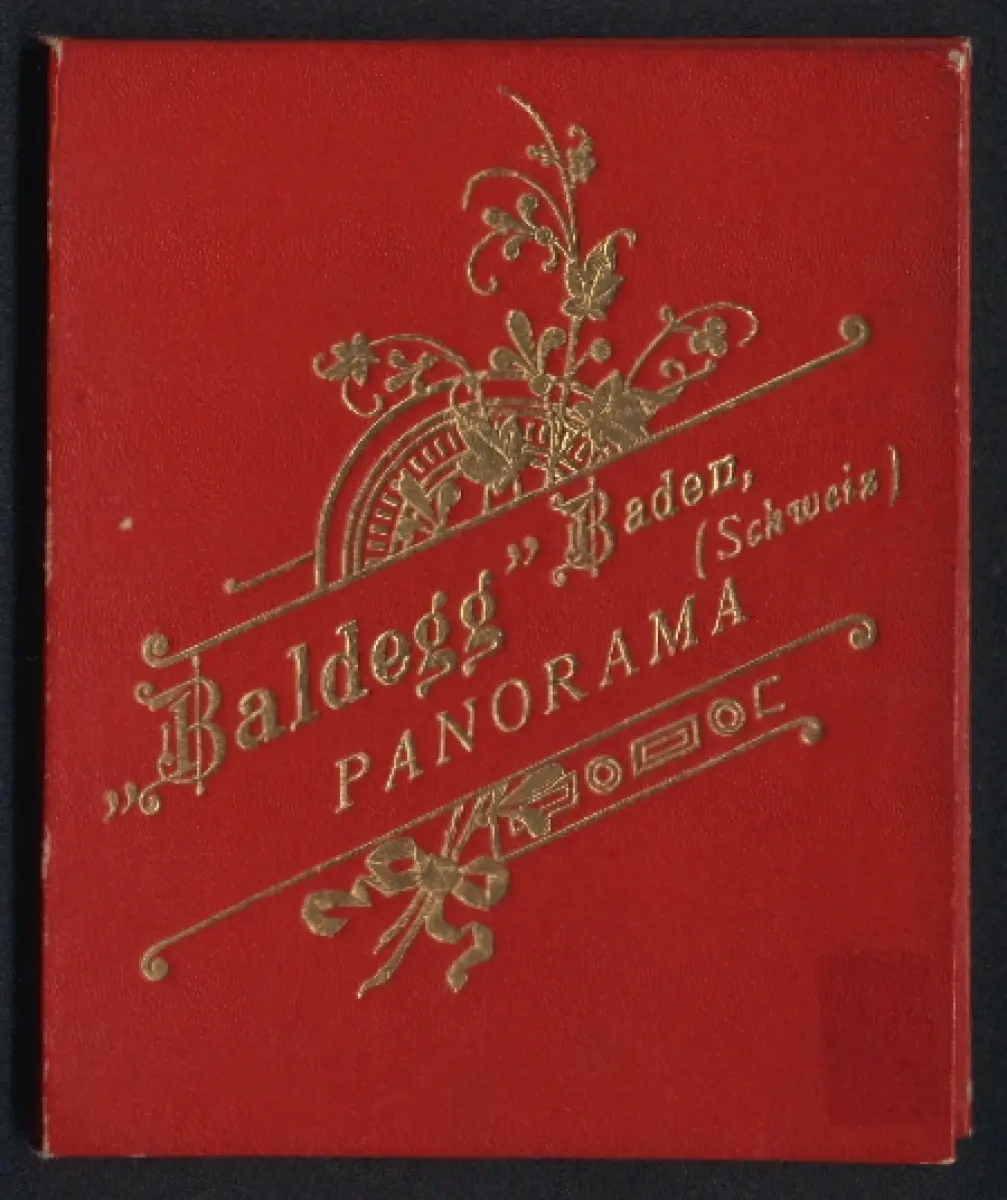 „Baldegg” Baden,
(Schweiz)
PANORAMA